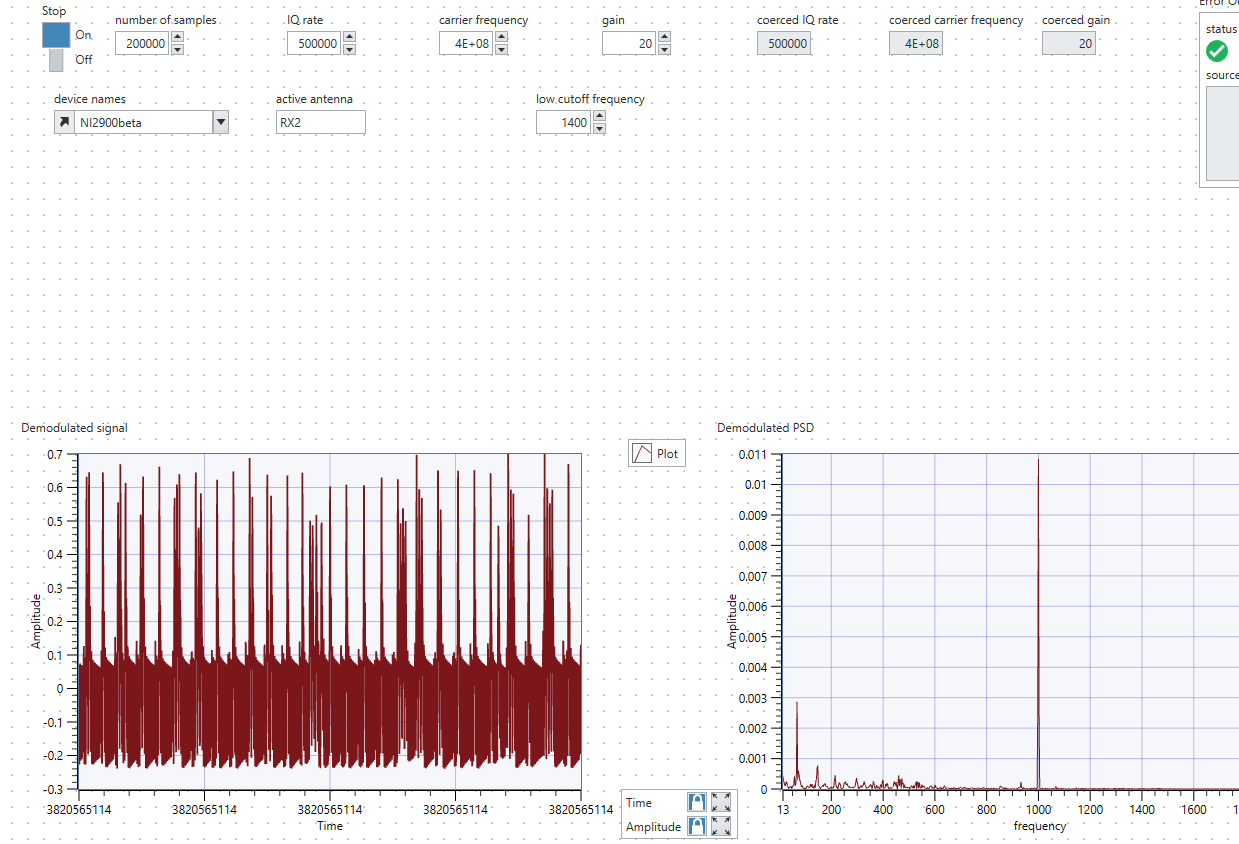 Stop
On
Off
number of samples
200000
IQ rate
500000
carrier frequency
4E+08
gain
20
coerced IQ rate
500000
coerced carrier frequency
4E+08
coerced gain
20
Error Ou
status
source
device names
NI2900beta
active antenna
RX2
low cutoff frequency
1400
Demodulated signal
Amplitude
0.7
0.6
0.5
0.4
0.3
0.2
0.1
0
-0.1
-0.2
-0.3
3820565114
3820565114
3820565114
3820565114
3820565114
Time
Plot
Time
Amplitude
Demodulated PSD
Amplitude
0.011
0.01
0.009
0.008
0.007
0.006
0.005
0.004
0.003
0.002
0.001
0
13
200
400
600
800
1000
1200
1400
1600
1
frequency